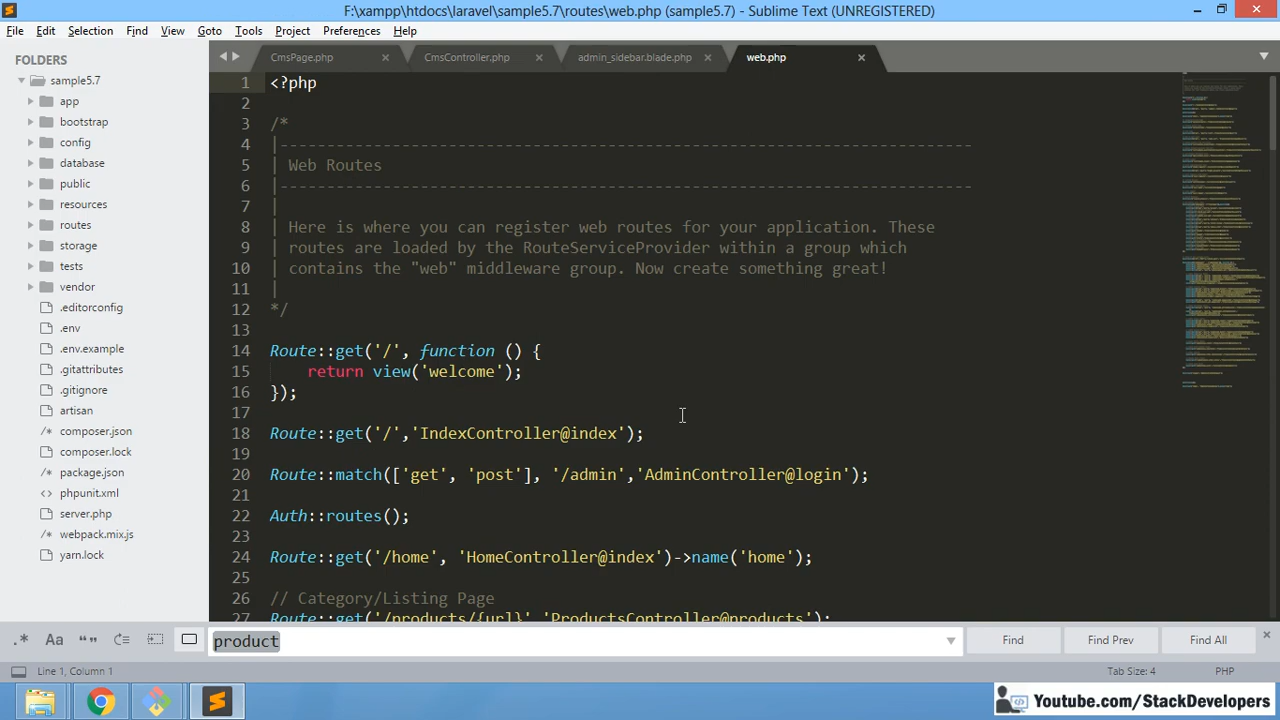 F:\xampp\htdocs\laravel\sample5.7\routes\web.php (sample5.7) - Sublime Text (UNREGISTERED)
File Edit Selection Find View Goto Tools Project Preferences Help
FOLDERS
sample5.7
app
bootstrap
config
database
public
resources
routes
storage
tests
vendor
.editorconfig
.env
.env.example
.gitattributes
.gitignore
artisan
composer.json
composer.lock
package.json
phpunit.xml
server.php
webpack.mix.js
yarn.lock
CmsPage.php CmsController.php admin_sidebar.blade.php web.php
1 <?php
2
3 /*
4 |--------------------------------------------------------------------------
5 | Web Routes
6 |--------------------------------------------------------------------------
7 |
8 | Here is where you can register web routes for your application. These
9 | routes are loaded by the RouteServiceProvider within a group which
10 | contains the "web" middleware group. Now create something great!
11 |
12 */
13
14 Route::get('/', function () {
15 return view('welcome');
16 });
17
18 Route::get('/','IndexController@index');
19
20 Route::match(['get', 'post'], '/admin','AdminController@login');
21
22 Auth::routes();
23
24 Route::get('/home', 'HomeController@index')->name('home');
25
26 // Category/Listing Page
27 Route::get('/products/{url}', 'ProductsController@products');
.* Aa “ ” product Find Find Prev Find All
Line 1, Column 1 Tab Size: 4 PHP
Youtube.com/StackDevelopers